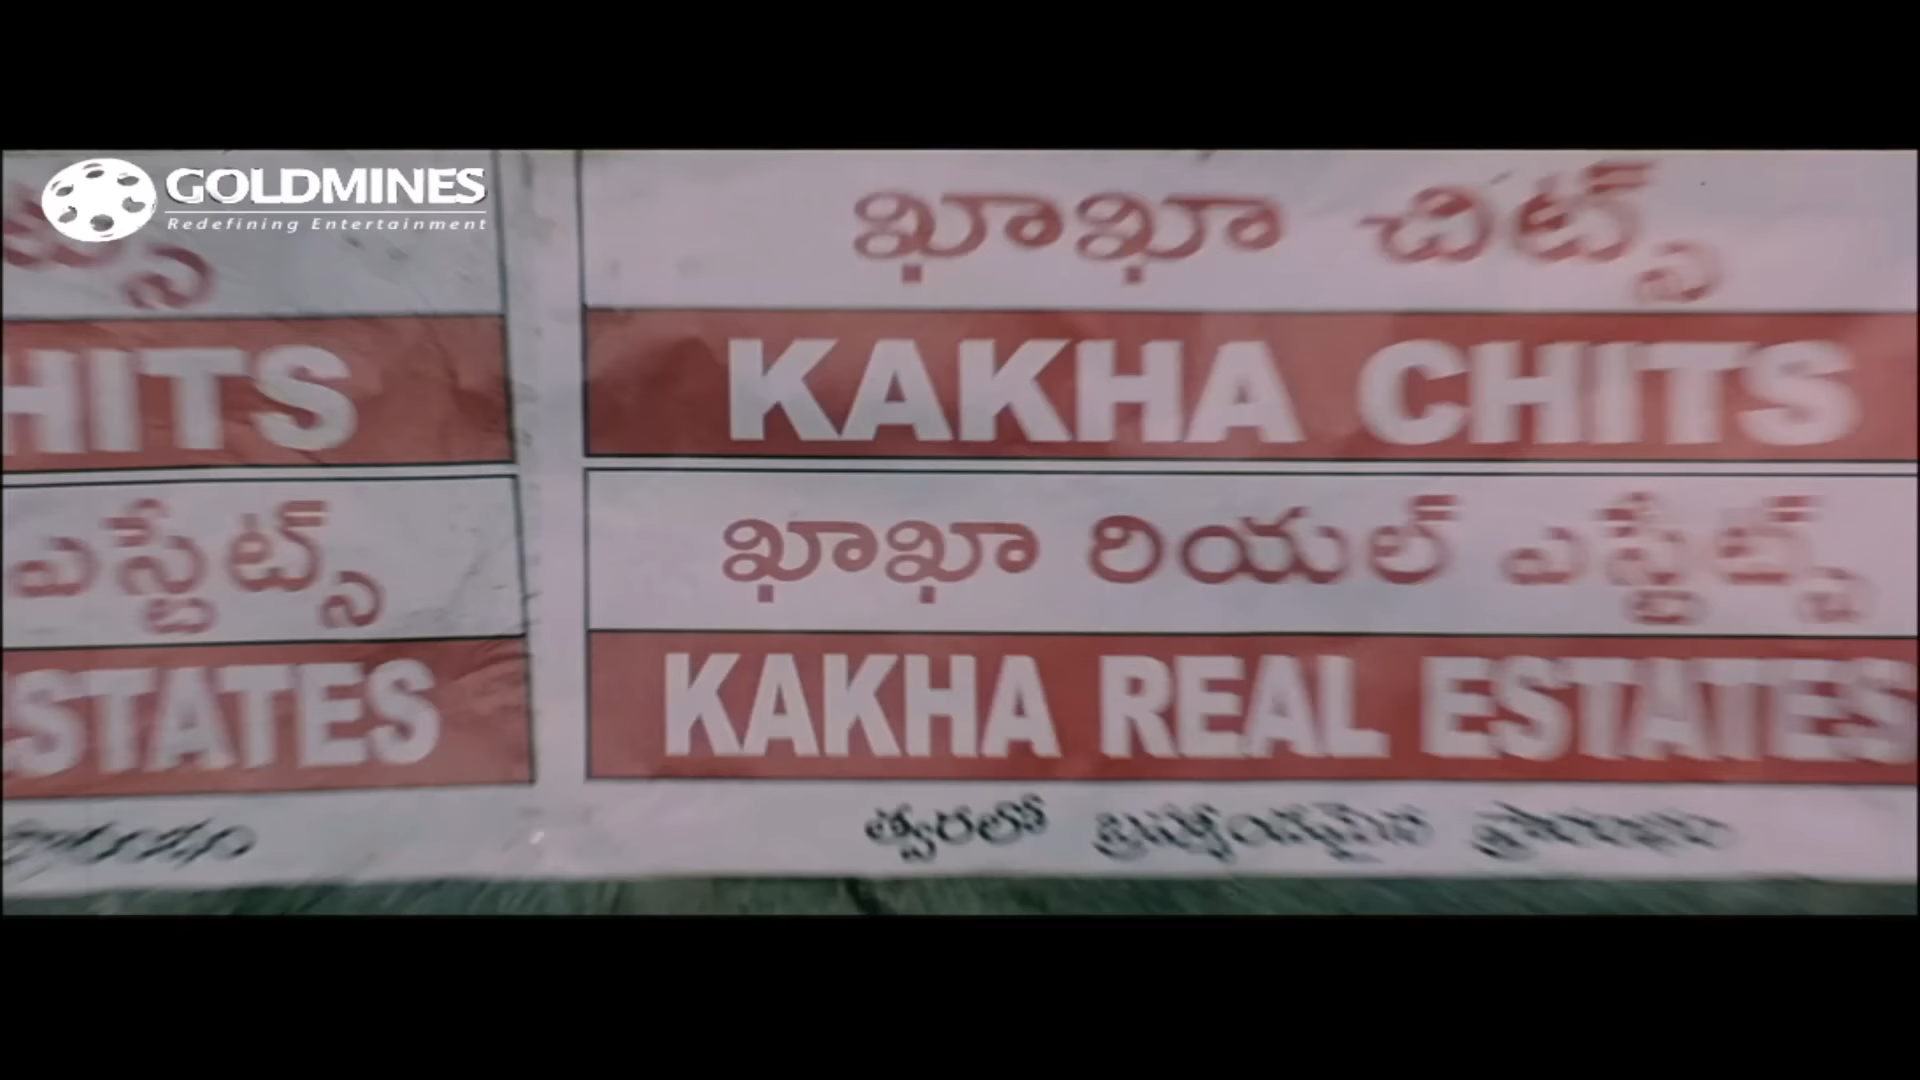 GOLDMINES
Redefining Entertainment
ఖాఖా చిట్స్
HITS
KAKHA CHITS
ఎస్టేట్స్
ఖాఖా రియల్ ఎస్టేట్స్
STATES
KAKHA REAL ESTATES
త్వరలో